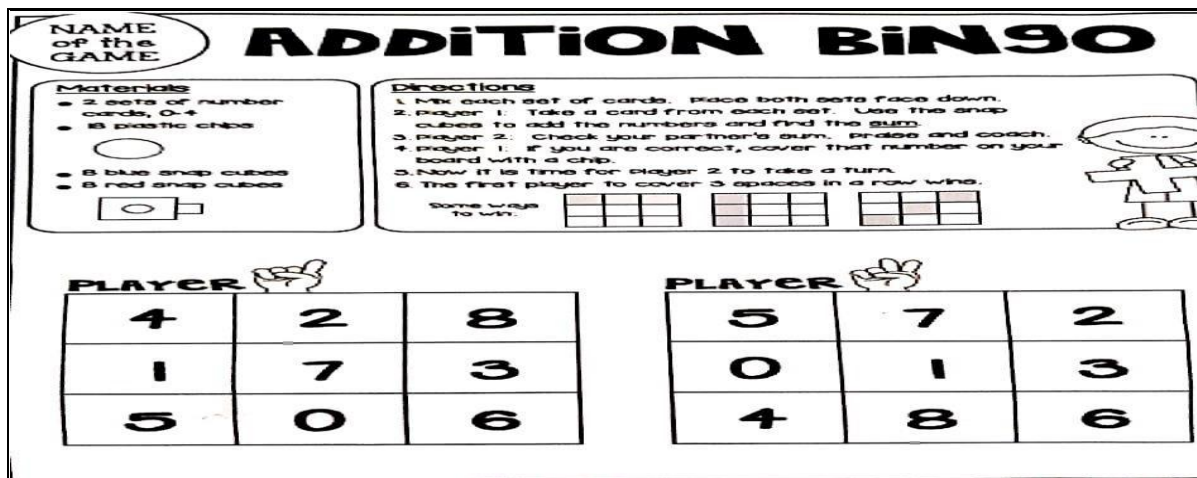 NAME
of the
GAME
ADDITION BINGO
Materials
• 2 sets of number
cards, 0-4
• 18 plastic chips
• 8 blue snap cubes
• 8 red snap cubes
Directions
1. Mix each set of cards. Place both sets face down.
2. Player 1: Take a card from each set. Use the snap
cubes to add the numbers and find the sum.
3. Player 2: Check your partner's sum. Praise and coach.
4. Player 1: If you are correct, cover that number on your
board with a chip.
5. Now it is time for Player 2 to take a turn.
6. The first player to cover 3 spaces in a row wins.
Some ways
to win:
PLAYER
4 2 8
1 7 3
5 0 6
PLAYER
5 7 2
0 1 3
4 8 6